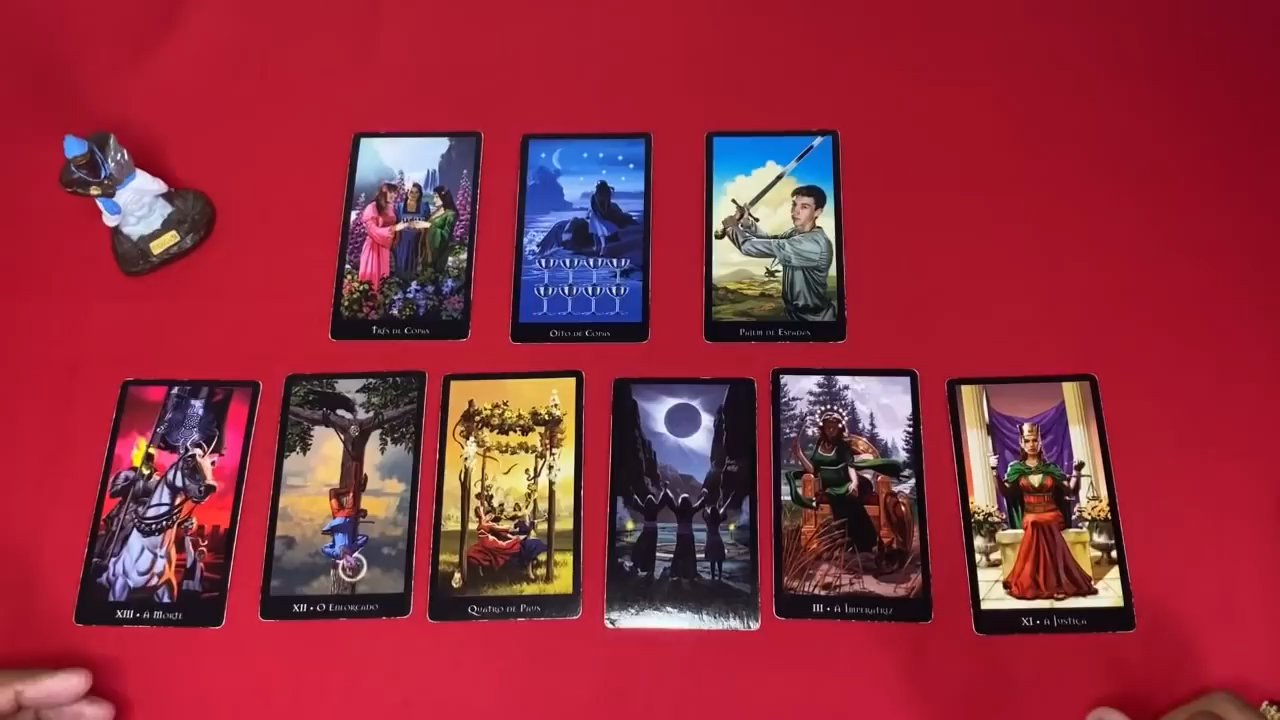 Três de Copas
Oito de Copas
Pajem de Espadas
XIII • A Morte
XII • O Enforcado
Quatro de Paus
III • A Imperatriz
XI • A Justiça